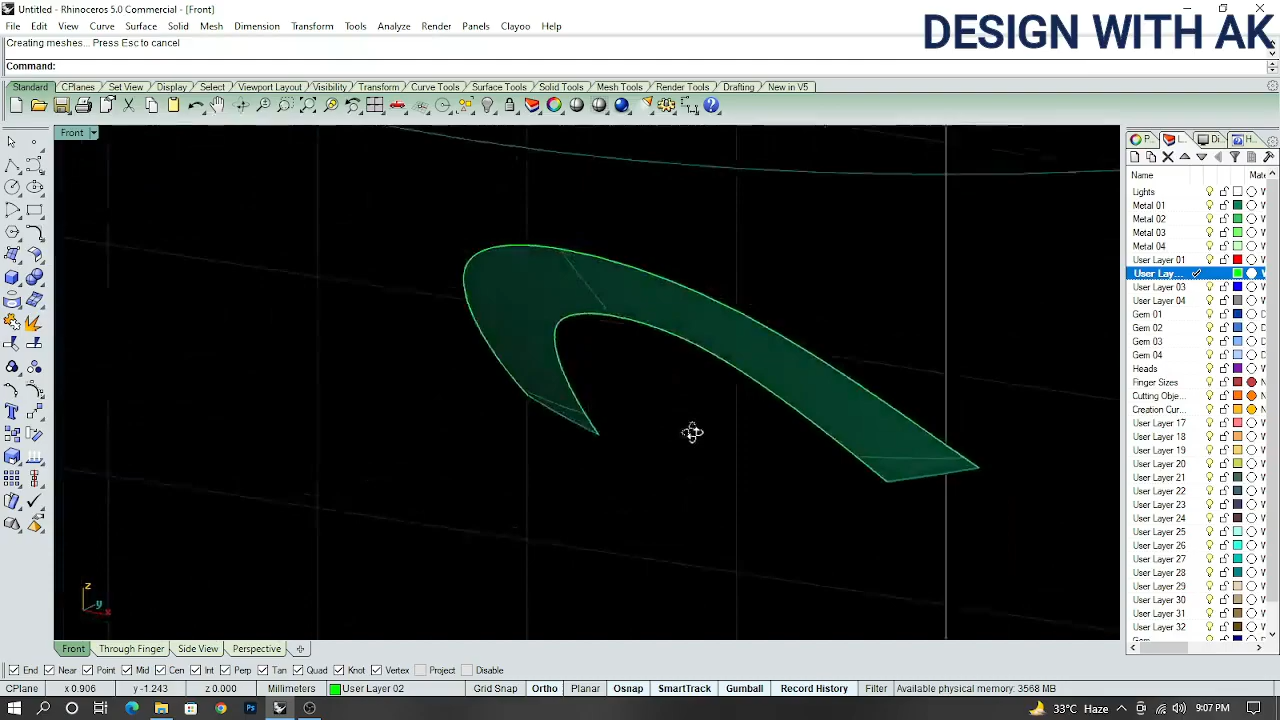 Untitled - Rhinoceros 5.0 Commercial - [Front]
DESIGN WITH AK
File Edit View Curve Surface Solid Mesh Dimension Transform Tools Analyze Render Panels Clayoo Help
Creating meshes... Press Esc to cancel
Command:
Standard CPlanes Set View Display Select Viewport Layout Visibility Transform Curve Tools Surface Tools Solid Tools Mesh Tools Render Tools Drafting New in V5
Front
P... L... Di... H...
Name Mate
Lights
Metal 01
Metal 02
Metal 03
Metal 04
User Layer 01
User Lay...
User Layer 03
User Layer 04
Gem 01
Gem 02
Gem 03
Gem 04
Heads
Finger Sizes
Cutting Obje...
Creation Cur...
User Layer 17
User Layer 18
User Layer 19
User Layer 20
User Layer 21
User Layer 22
User Layer 23
User Layer 24
User Layer 25
User Layer 26
User Layer 27
User Layer 28
User Layer 29
User Layer 30
User Layer 31
User Layer 32
Gem
z
y
x
Front Through Finger Side View Perspective
End Near Point Mid Cen Int Perp Tan Quad Knot Vertex Project Disable
CPlane x 0.906 y -1.243 z 0.000 Millimeters User Layer 02 Grid Snap Ortho Planar Osnap SmartTrack Gumball Record History Filter Available physical memory: 3568 MB
Ps 33°C Haze 9:07 PM